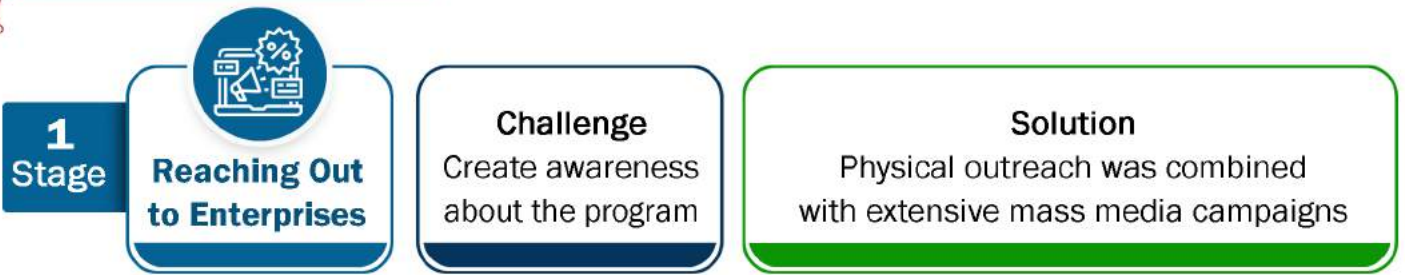 1
Stage
Reaching Out
to Enterprises
Challenge
Create awareness
about the program
Solution
Physical outreach was combined
with extensive mass media campaigns